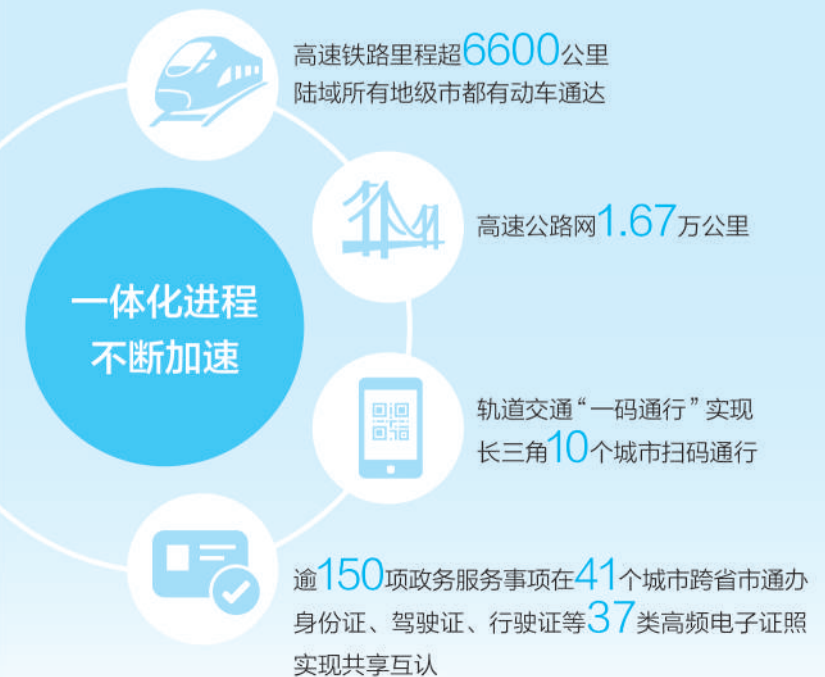 高速铁路里程超6600公里
陆域所有地级市都有动车通达
高速公路网1.67万公里
一体化进程
不断加速
轨道交通“一码通行”实现
长三角10个城市扫码通行
逾150项政务服务事项在41个城市跨省市通办
身份证、驾驶证、行驶证等37类高频电子证照
实现共享互认